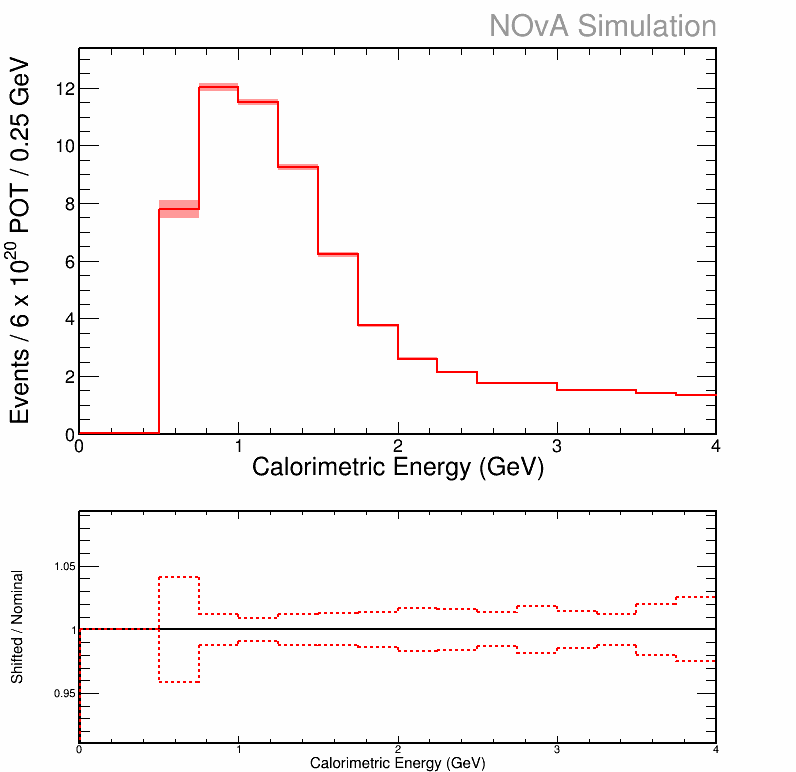 NOvA Simulation
Events / 6 x 10^20 POT / 0.25 GeV
12
10
8
6
4
2
0
0 1 2 3 4
Calorimetric Energy (GeV)
Shifted / Nominal
1.05
1
0.95
0 1 2 3 4
Calorimetric Energy (GeV)